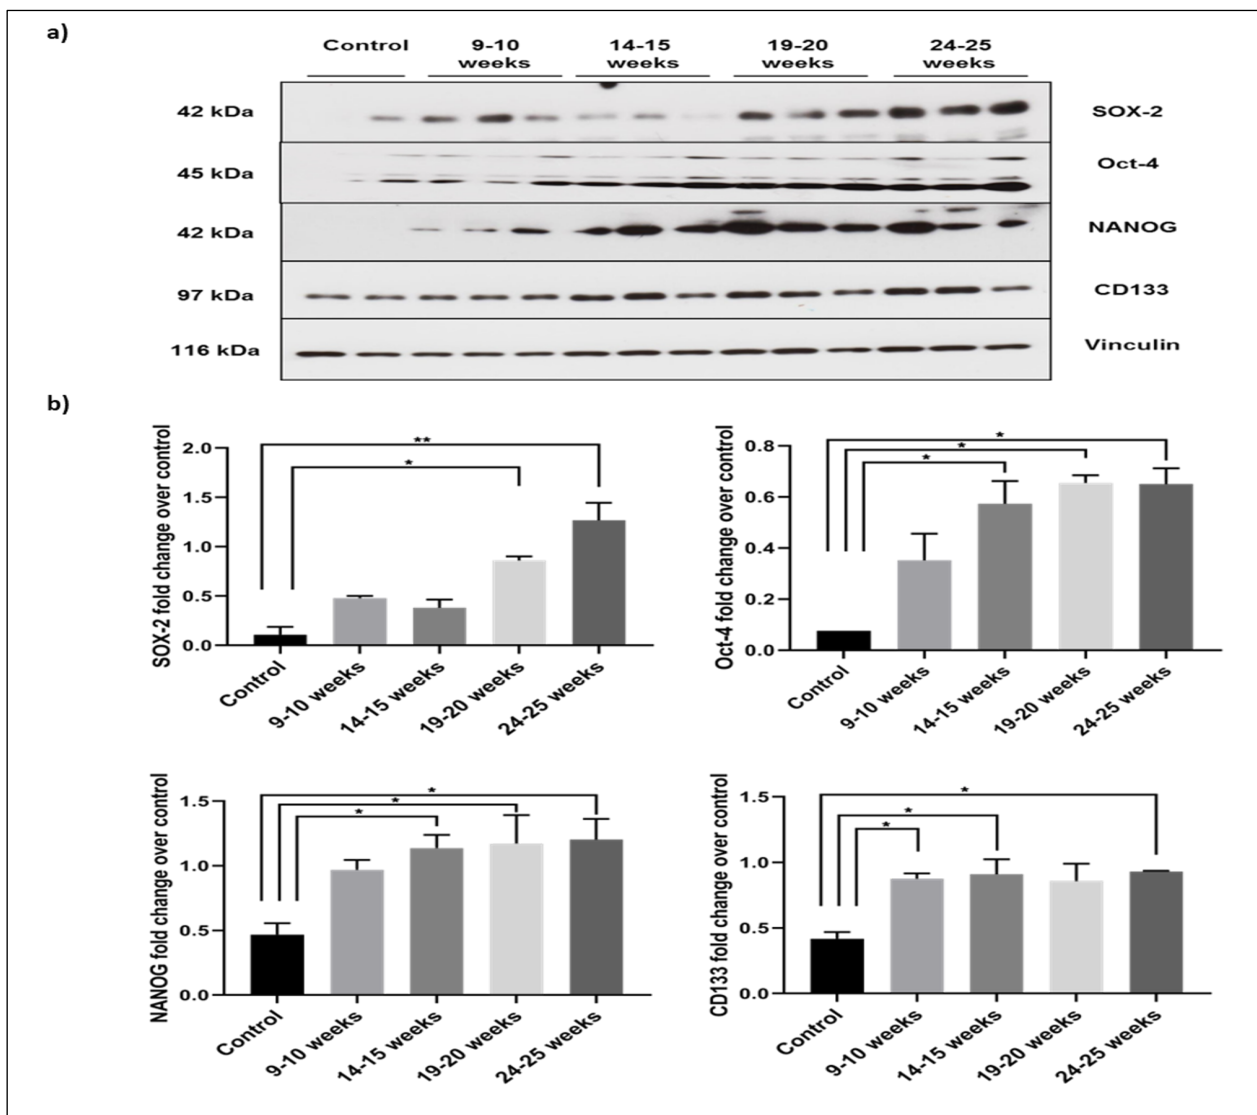 a)
Control 9-10 14-15 19-20 24-25
weeks weeks weeks weeks
42 kDa SOX-2
45 kDa Oct-4
42 kDa NANOG
97 kDa CD133
116 kDa Vinculin
b)
SOX-2 fold change over control
2.0
1.5
1.0
0.5
0.0
**
*
Control
9-10 weeks
14-15 weeks
19-20 weeks
24-25 weeks
Oct-4 fold change over control
0.8
0.6
0.4
0.2
0.0
*
*
*
Control
9-10 weeks
14-15 weeks
19-20 weeks
24-25 weeks
NANOG fold change over control
1.5
1.0
0.5
0.0
*
*
*
Control
9-10 weeks
14-15 weeks
19-20 weeks
24-25 weeks
CD133 fold change over control
1.5
1.0
0.5
0.0
*
*
*
Control
9-10 weeks
14-15 weeks
19-20 weeks
24-25 weeks